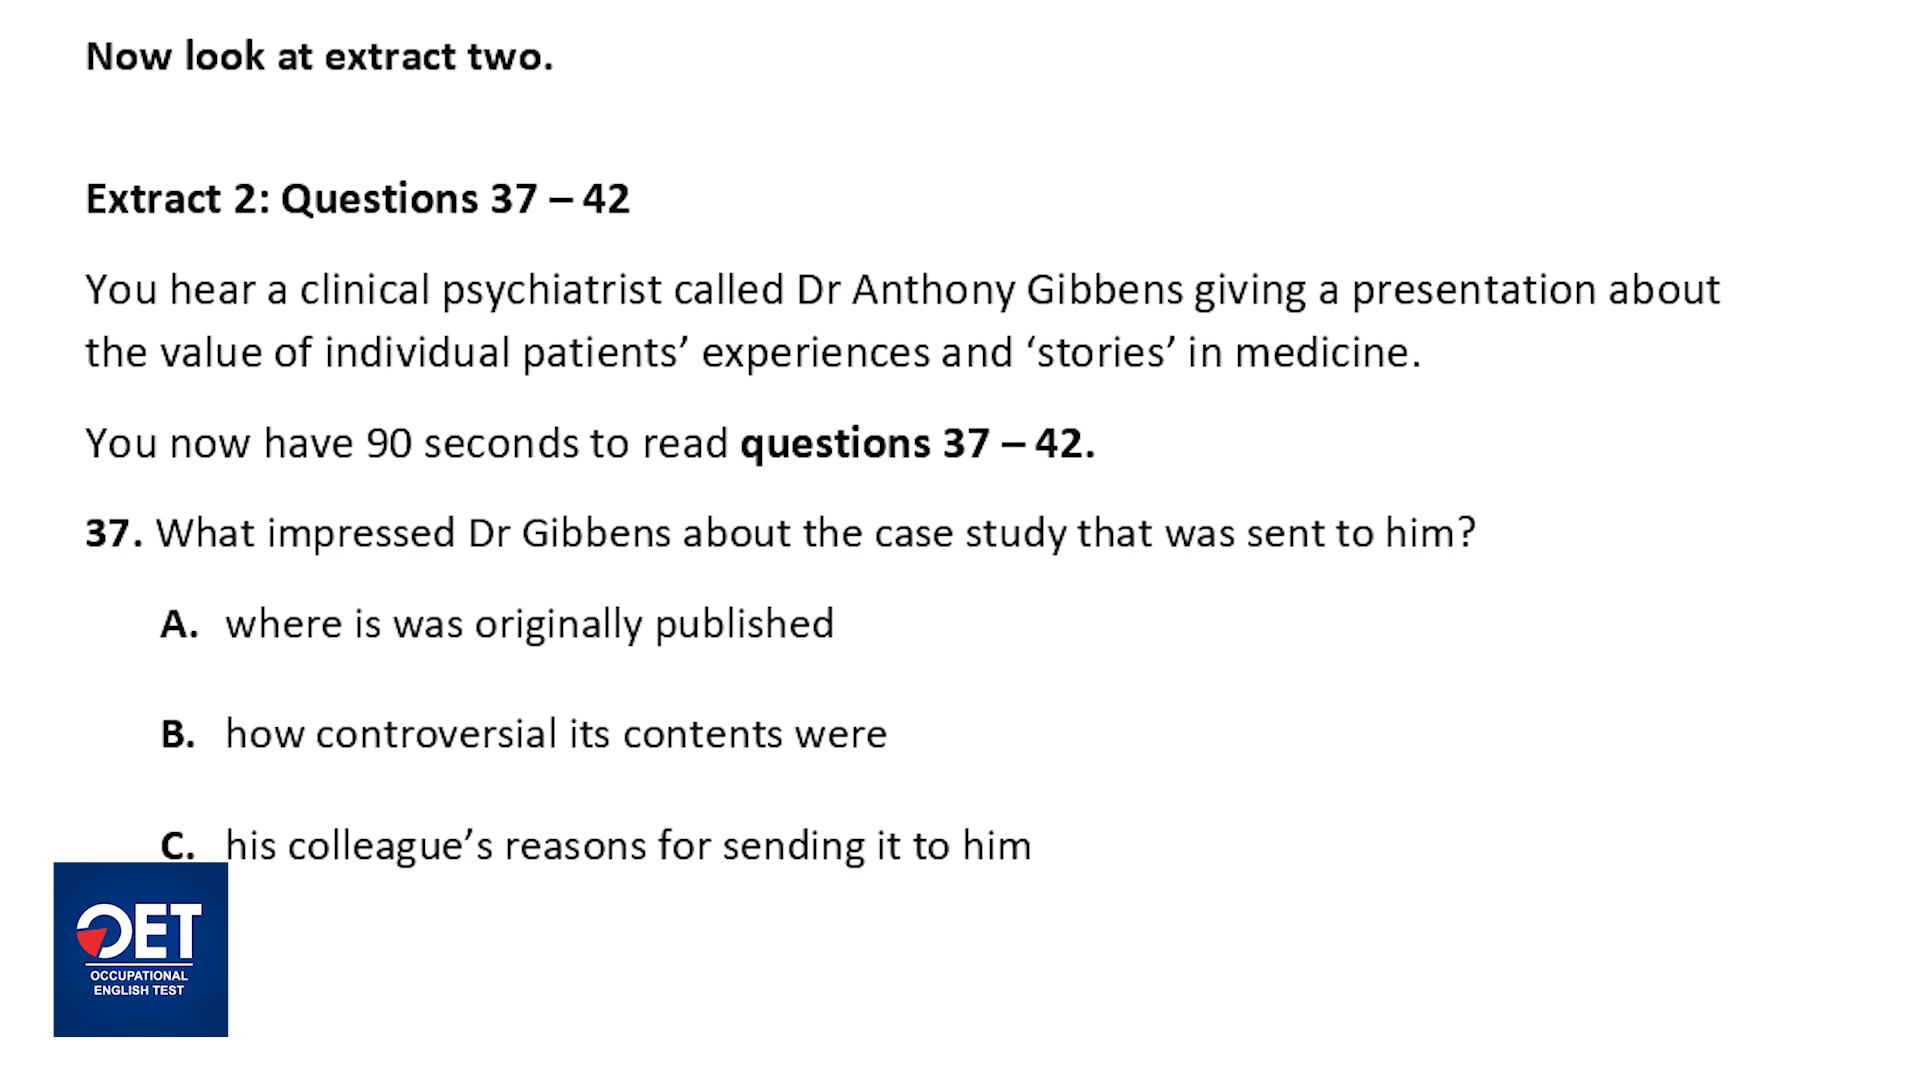 Now look at extract two.
Extract 2: Questions 37 – 42
You hear a clinical psychiatrist called Dr Anthony Gibbens giving a presentation about
the value of individual patients’ experiences and ‘stories’ in medicine.
You now have 90 seconds to read questions 37 – 42.
37. What impressed Dr Gibbens about the case study that was sent to him?
A. where is was originally published
B. how controversial its contents were
C. his colleague’s reasons for sending it to him
OET
OCCUPATIONAL
ENGLISH TEST